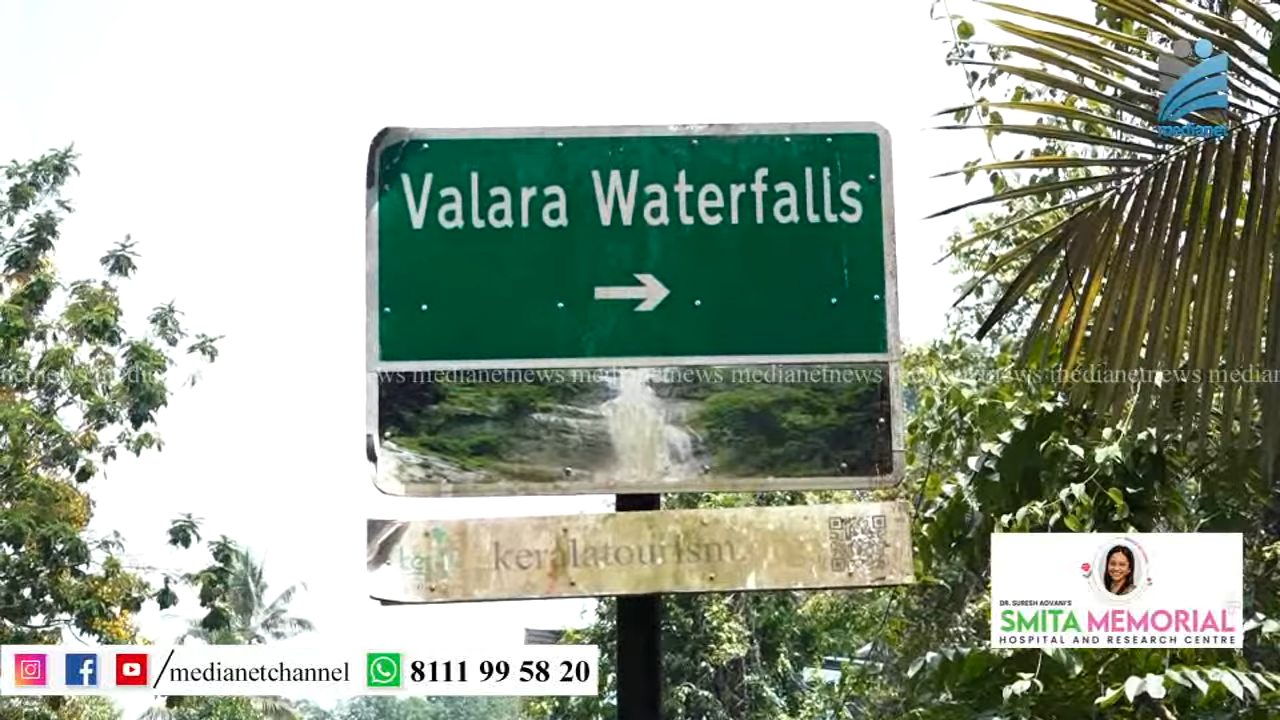 medianet
Valara Waterfalls
medianetnews medianetnews medianetnews
keralatourism
DR. SURESH ADVANI'S
SMITA MEMORIAL
HOSPITAL AND RESEARCH CENTRE
/medianetchannel
8111 99 58 20